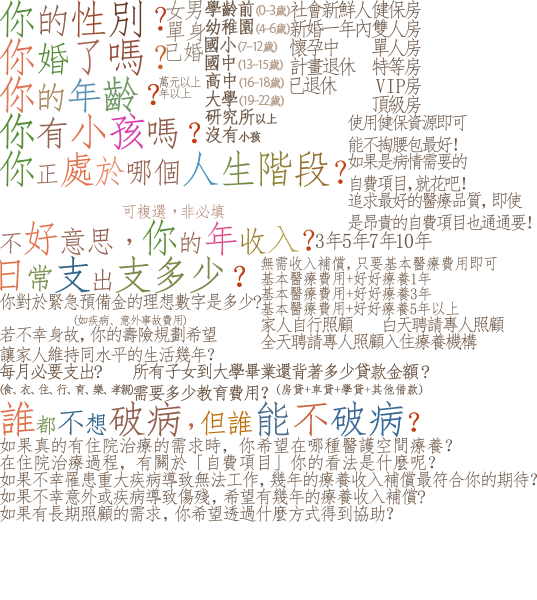 你的性別？
女男
單身
已婚
學齡前(0-3歲)
幼稚園(4-6歲)
國小(7-12歲)
國中(13-15歲)
高中(16-18歲)
大學(19-22歲)
研究所以上
沒有小孩
社會新鮮人
新婚一年內
懷孕中
計畫退休
已退休
健保房
雙人房
單人房
特等房
VIP房
頂級房
你婚了嗎？
你的年齡？
萬元以上
年以上
你有小孩嗎？
你正處於哪個人生階段？
使用健保資源即可
能不掏腰包最好!
如果是病情需要的
自費項目,就花吧!
追求最好的醫療品質, 即使
是昂貴的自費項目也通通要!
可複選，非必填
不好意思，你的年收入？
3年5年7年10年
日常支出支多少？
無需收入補償, 只要基本醫療費用即可
基本醫療費用+好好療養1年
基本醫療費用+好好療養3年
基本醫療費用+好好療養5年以上
家人自行照顧
白天聘請專人照顧
全天聘請專人照顧入住療養機構
你對於緊急預備金的理想數字是多少?
(如疾病、意外事故費用)
若不幸身故, 你的壽險規劃希望
讓家人維持同水平的生活幾年?
每月必要支出?
(食、衣、住、行、育、樂、孝親)
所有子女到大學畢業還需要多少教育費用?
背著多少貸款金額?
(房貸+車貸+學貸+其他借款)
誰都不想破病，但誰能不破病？
如果真的有住院治療的需求時，你希望在哪種醫護空間療養？
在住院治療過程，有關於「自費項目」你的看法是什麼呢？
如果不幸罹患重大疾病導致無法工作, 幾年的療養收入補償最符合你的期待?
如果不幸意外或疾病導致傷殘, 希望有幾年的療養收入補償?
如果有長期照顧的需求, 你希望透過什麼方式得到協助?